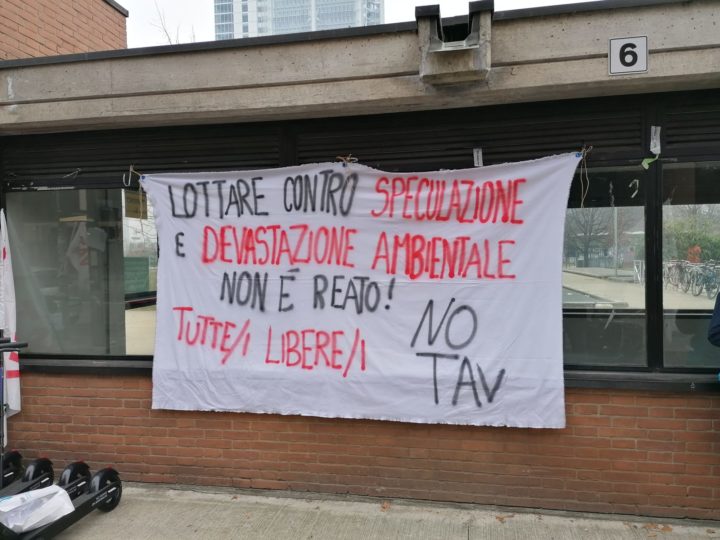 6
LOTTARE CONTRO SPECULAZIONE
E DEVASTAZIONE AMBIENTALE
NON É REATO!
TUTTE/I LIBERE/I
NO
TAV